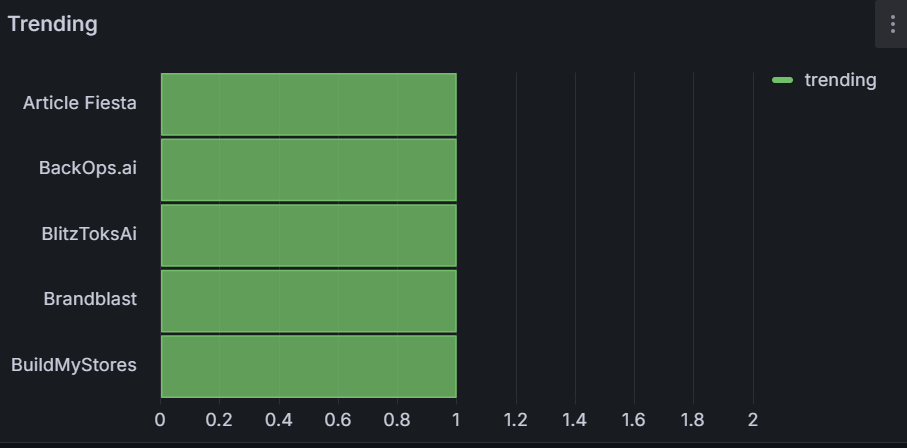 Trending
trending
Article Fiesta
BackOps.ai
BlitzToksAi
Brandblast
BuildMyStores
0 0.2 0.4 0.6 0.8 1 1.2 1.4 1.6 1.8 2